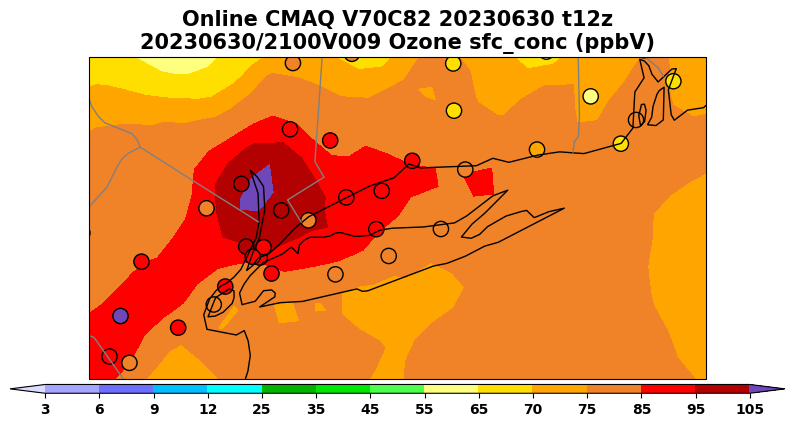 Online CMAQ V70C82 20230630 t12z
20230630/2100V009 Ozone sfc_conc (ppbV)
3 6 9 12 25 35 45 55 65 70 75 85 95 105